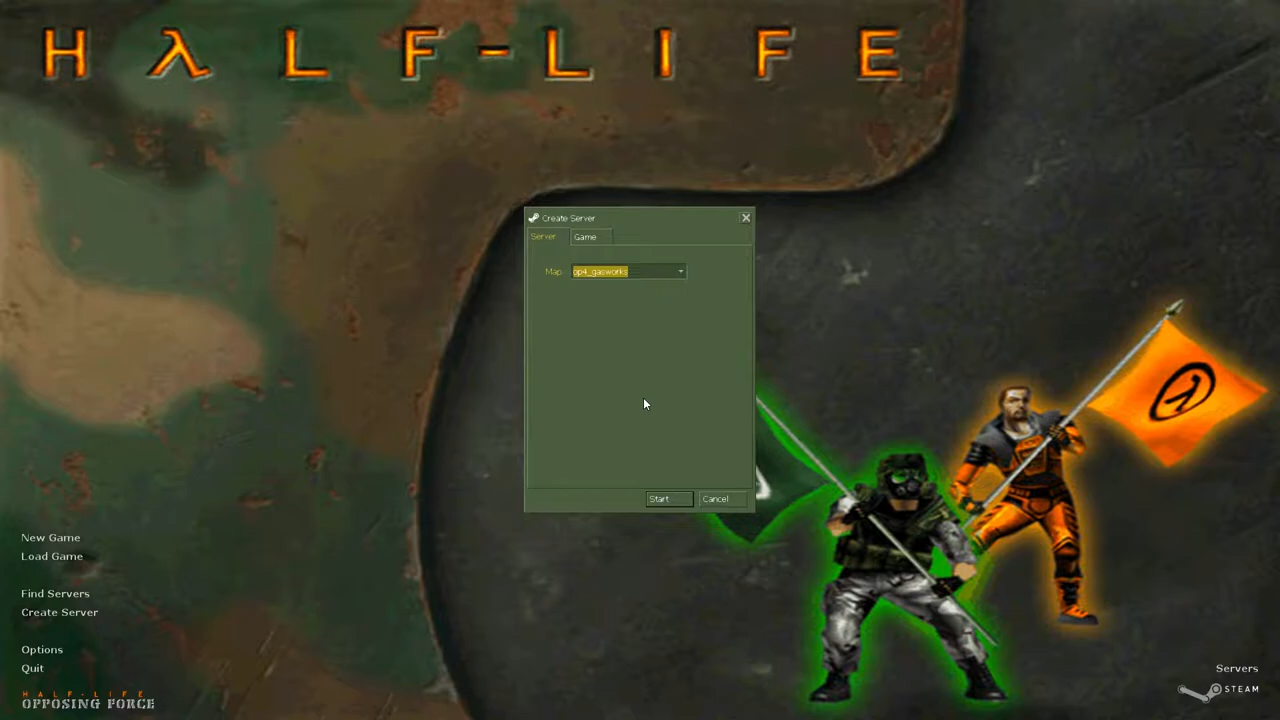 HλLF-LIFE
Create Server
Server
Game
Map
op4_gasworks
Start
Cancel
New Game
Load Game
Find Servers
Create Server
Options
Quit
HALF-LIFE
OPPOSING FORCE
Servers
STEAM